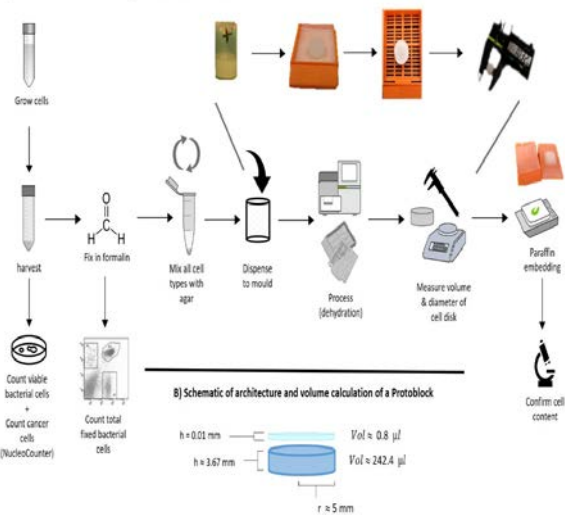 Grow cells
harvest
Fix in formalin
Mix all cell
types with
agar
Dispense
to mould
Process
(dehydration)
Measure volume
& diameter of
cell disk
Paraffin
embedding
Count viable
bacterial cells
+
Count cancer
cells
(NucleoCounter)
Count total
fixed bacterial
cells
Confirm cell
content
O
H H
B) Schematic of architecture and volume calculation of a Protoblock
h = 0.01 mm
Vol ≈ 0.8 µl
h ≈ 3.67 mm
Vol ≈ 242.4 µl
r ≈ 5 mm